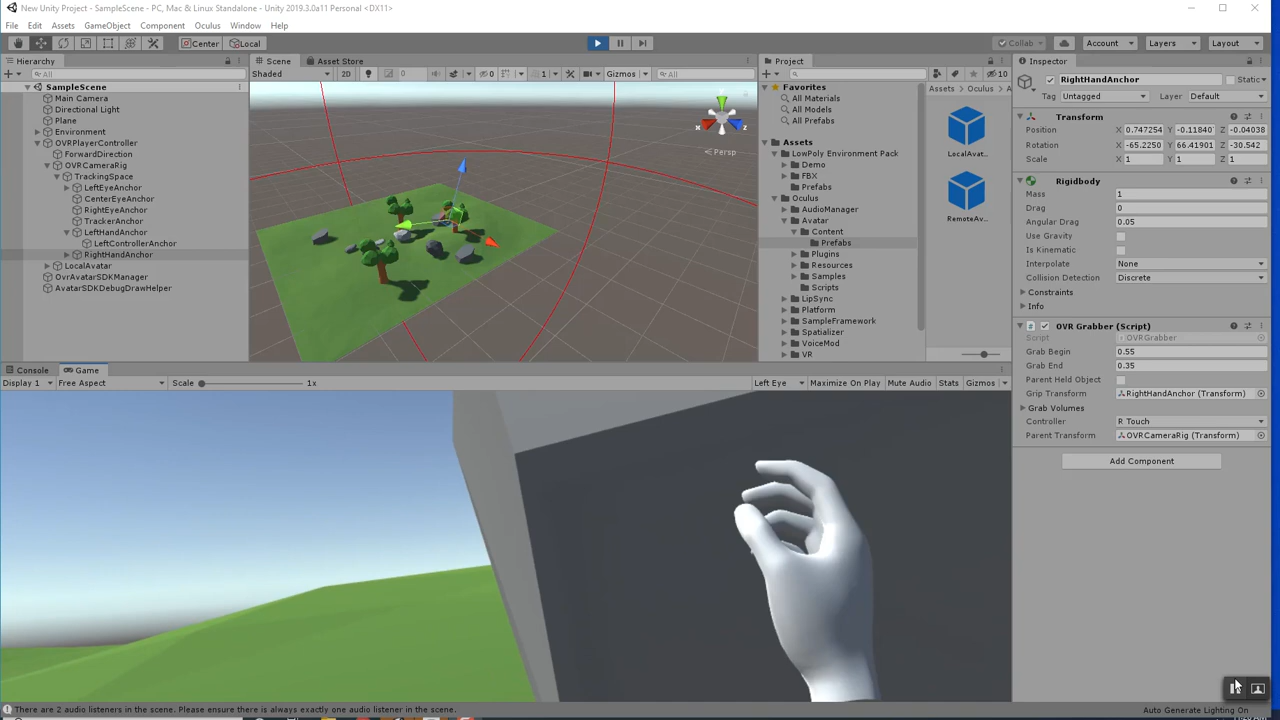 New Unity Project - SampleScene - PC, Mac & Linux Standalone - Unity 2019.3.0a11 Personal <DX11>
File Edit Assets GameObject Component Oculus Window Help
Center Local Collab Account Layers Layout
Hierarchy
All
SampleScene
Main Camera
Directional Light
Plane
Environment
OVRPlayerController
ForwardDirection
OVRCameraRig
TrackingSpace
LeftEyeAnchor
CenterEyeAnchor
RightEyeAnchor
TrackerAnchor
LeftHandAnchor
LeftControllerAnchor
RightHandAnchor
LocalAvatar
OvrAvatarSDKManager
AvatarSDKDebugDrawHelper
Scene Asset Store
Shaded 2D 0 0 1 Gizmos All
x z
Persp
Project
10
Favorites
All Materials
All Models
All Prefabs
Assets
LowPoly Environment Pack
Demo
FBX
Prefabs
Oculus
AudioManager
Avatar
Content
Prefabs
Plugins
Resources
Samples
Scripts
LipSync
Platform
SampleFramework
Spatializer
VoiceMod
VR
Assets Oculus A
LocalAvat...
RemoteAv...
Inspector
RightHandAnchor Static
Tag Untagged Layer Default
Transform
Position X 0.747254 Y -0.11840 Z -0.04038
Rotation X -65.2250 Y 66.41901 Z -30.542
Scale X 1 Y 1 Z 1
Rigidbody
Mass 1
Drag 0
Angular Drag 0.05
Use Gravity
Is Kinematic
Interpolate None
Collision Detection Discrete
Constraints
Info
OVR Grabber (Script)
Script OVRGrabber
Grab Begin 0.55
Grab End 0.35
Parent Held Object
Grip Transform RightHandAnchor (Transform)
Grab Volumes
Controller R Touch
Parent Transform OVRCameraRig (Transform)
Add Component
Console Game
Display 1 Free Aspect Scale 1x Left Eye Maximize On Play Mute Audio Stats Gizmos
There are 2 audio listeners in the scene. Please ensure there is always exactly one audio listener in the scene.
Auto Generate Lighting On